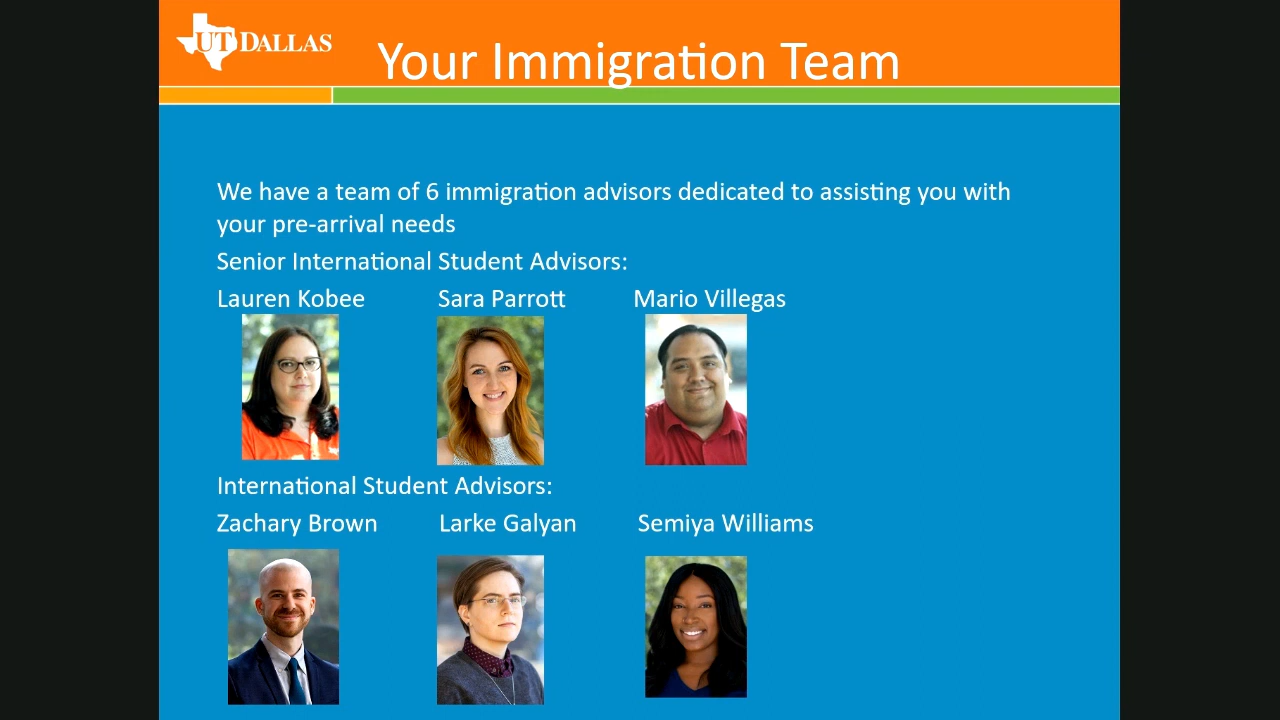 UT DALLAS
Your Immigration Team
We have a team of 6 immigration advisors dedicated to assisting you with
your pre-arrival needs
Senior International Student Advisors:
Lauren Kobee Sara Parrott Mario Villegas
International Student Advisors:
Zachary Brown Larke Galyan Semiya Williams